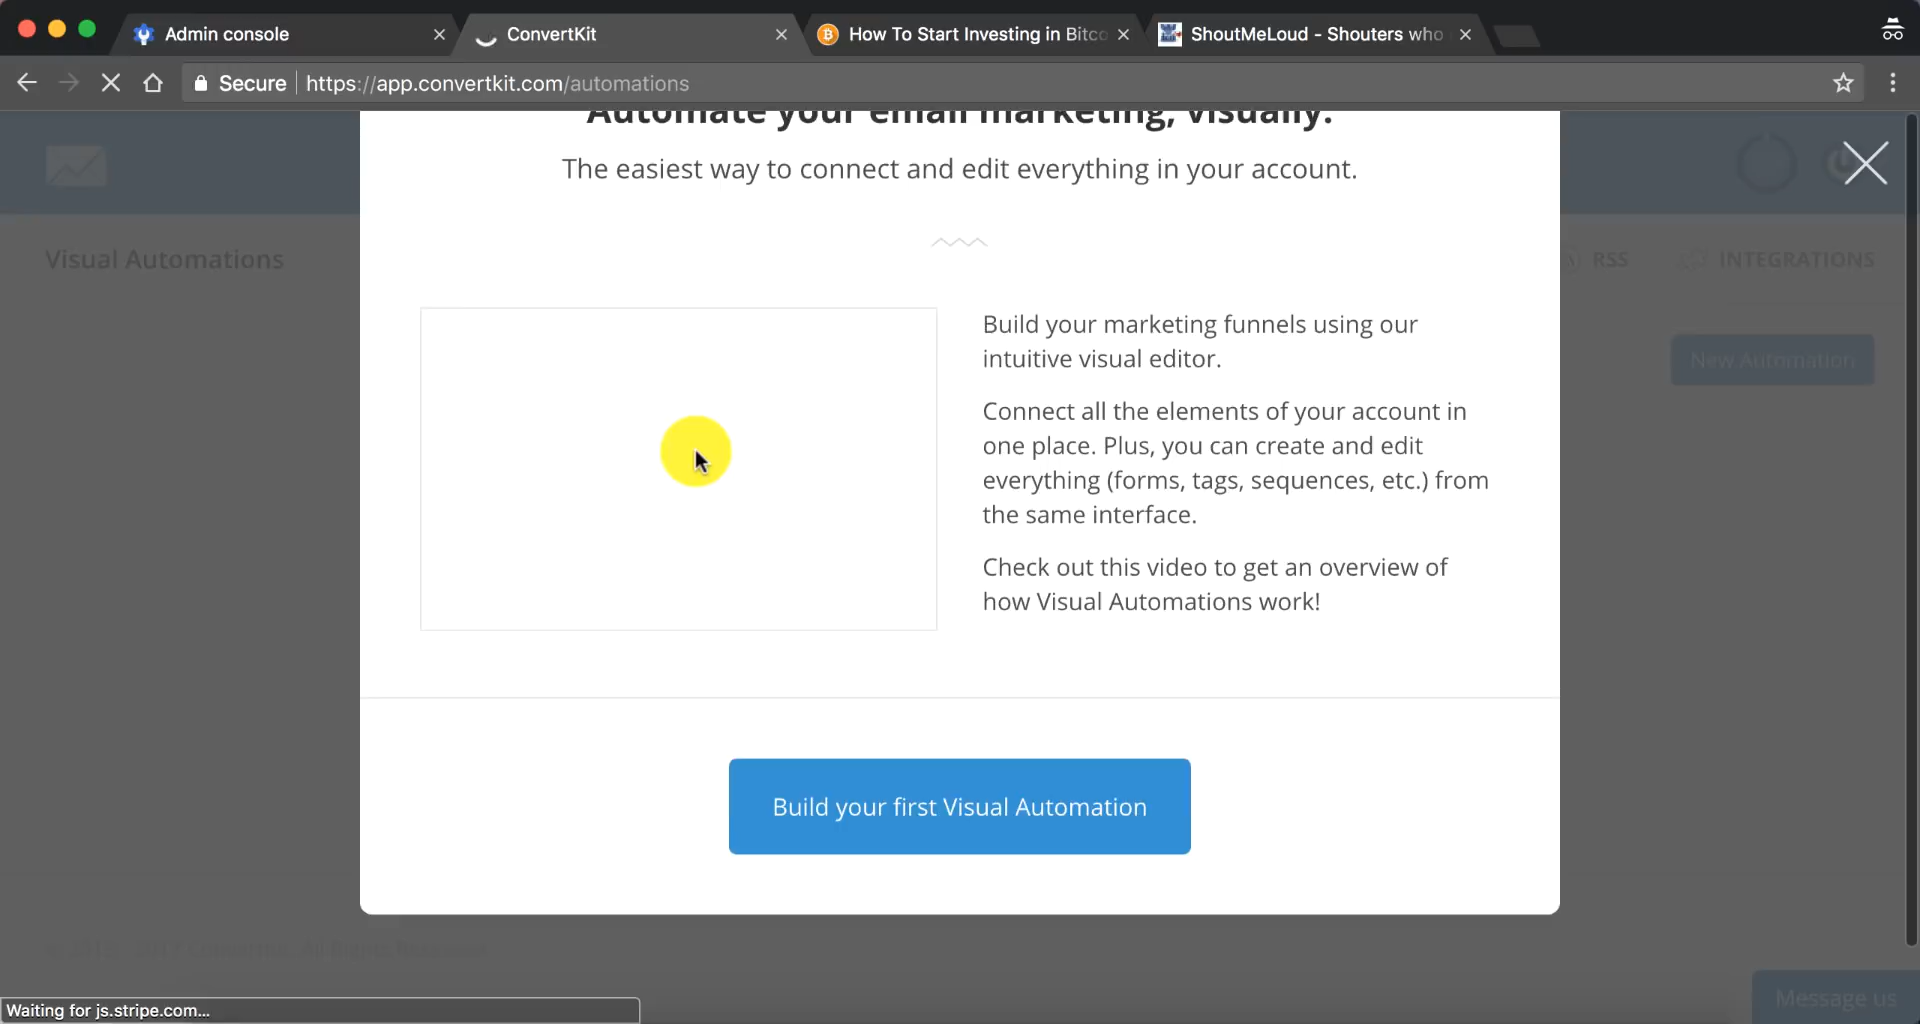 Admin console
ConvertKit
How To Start Investing in Bitco
ShoutMeLoud - Shouters who
Secure
https://app.convertkit.com/automations
Automate your email marketing, visually.
The easiest way to connect and edit everything in your account.
Visual Automations
RSS
INTEGRATIONS
New Automation
Build your marketing funnels using our
intuitive visual editor.
Connect all the elements of your account in
one place. Plus, you can create and edit
everything (forms, tags, sequences, etc.) from
the same interface.
Check out this video to get an overview of
how Visual Automations work!
Build your first Visual Automation
Message us
Waiting for js.stripe.com...